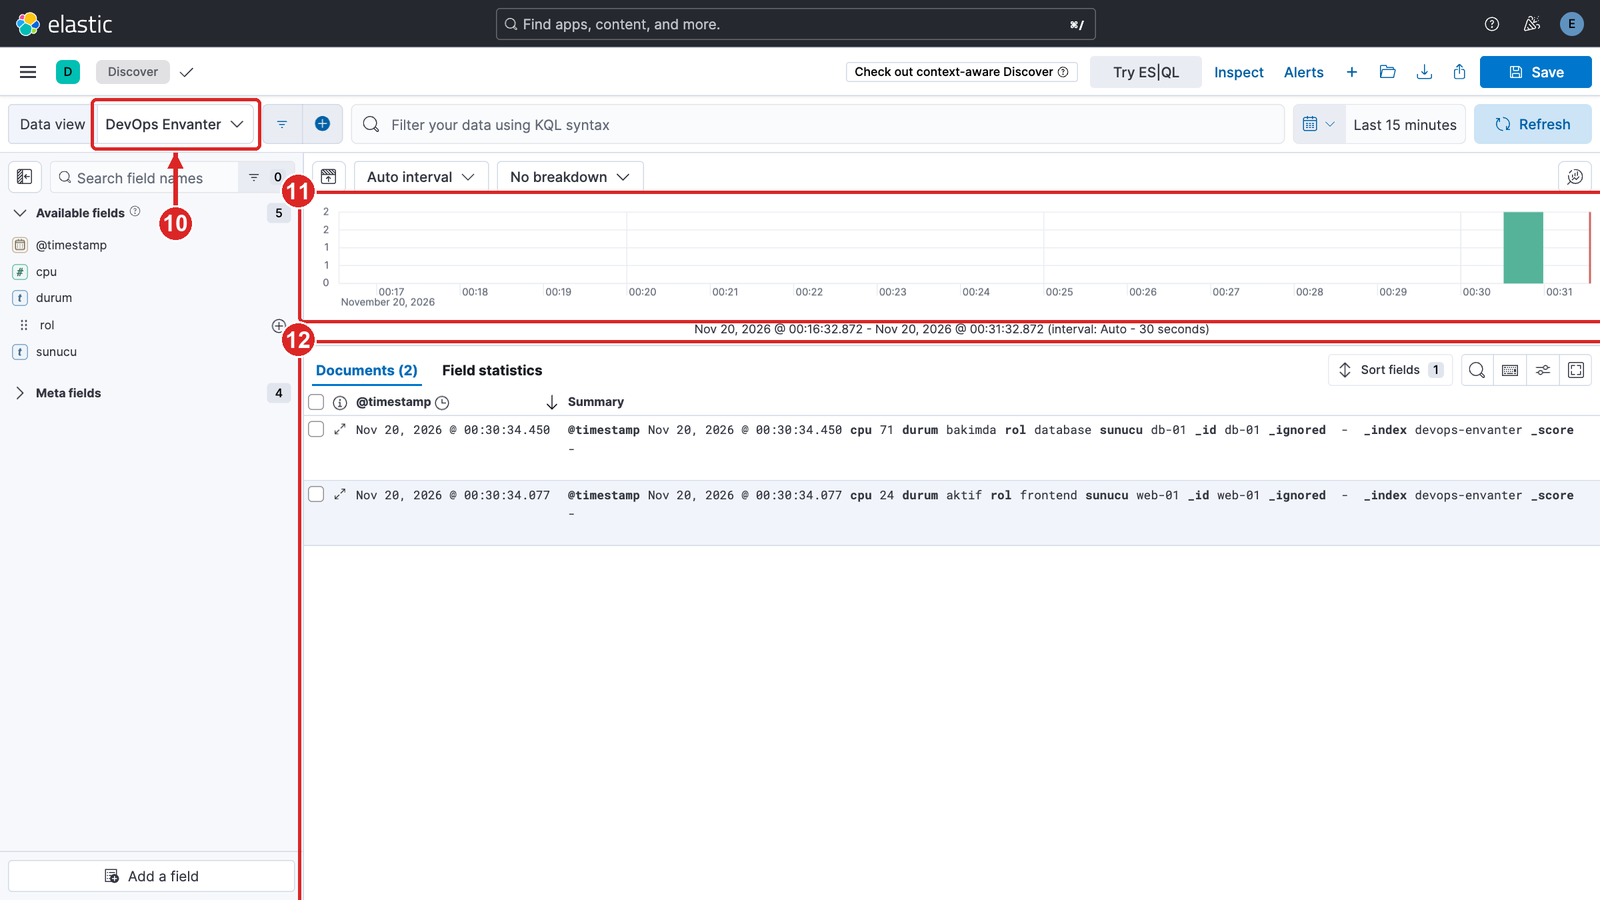 elastic
Find apps, content, and more.
⌘/
E
D
Discover
Check out context-aware Discover
Try ES|QL
Inspect
Alerts
Save
Data view
DevOps Envanter
Filter your data using KQL syntax
Last 15 minutes
Refresh
Search field names
0
Auto interval
No breakdown
10
11
12
Available fields
5
@timestamp
# cpu
t durum
rol
t sunucu
Meta fields
4
2
2
1
1
0
00:17 00:18 00:19 00:20 00:21 00:22 00:23 00:24 00:25 00:26 00:27 00:28 00:29 00:30 00:31
November 20, 2026
Nov 20, 2026 @ 00:16:32.872 - Nov 20, 2026 @ 00:31:32.872 (interval: Auto - 30 seconds)
Documents (2)
Field statistics
Sort fields 1
@timestamp
Summary
Nov 20, 2026 @ 00:30:34.450
@timestamp Nov 20, 2026 @ 00:30:34.450 cpu 71 durum bakimda rol database sunucu db-01 _id db-01 _ignored - _index devops-envanter _score
-
Nov 20, 2026 @ 00:30:34.077
@timestamp Nov 20, 2026 @ 00:30:34.077 cpu 24 durum aktif rol frontend sunucu web-01 _id web-01 _ignored - _index devops-envanter _score
-
Add a field